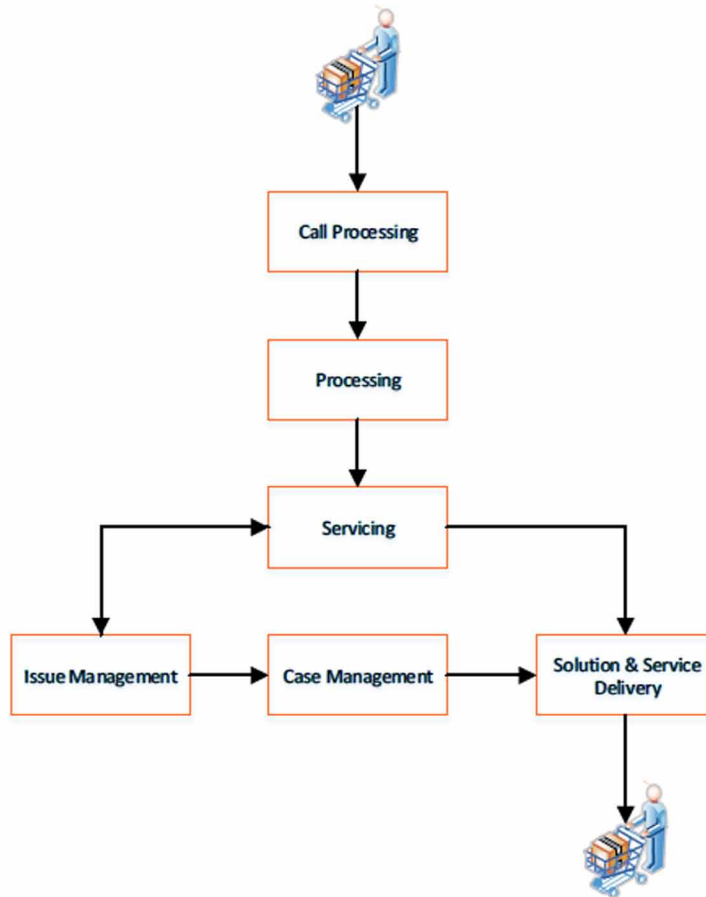 Call Processing
Processing
Servicing
Issue Management
Case Management
Solution & Service
Delivery